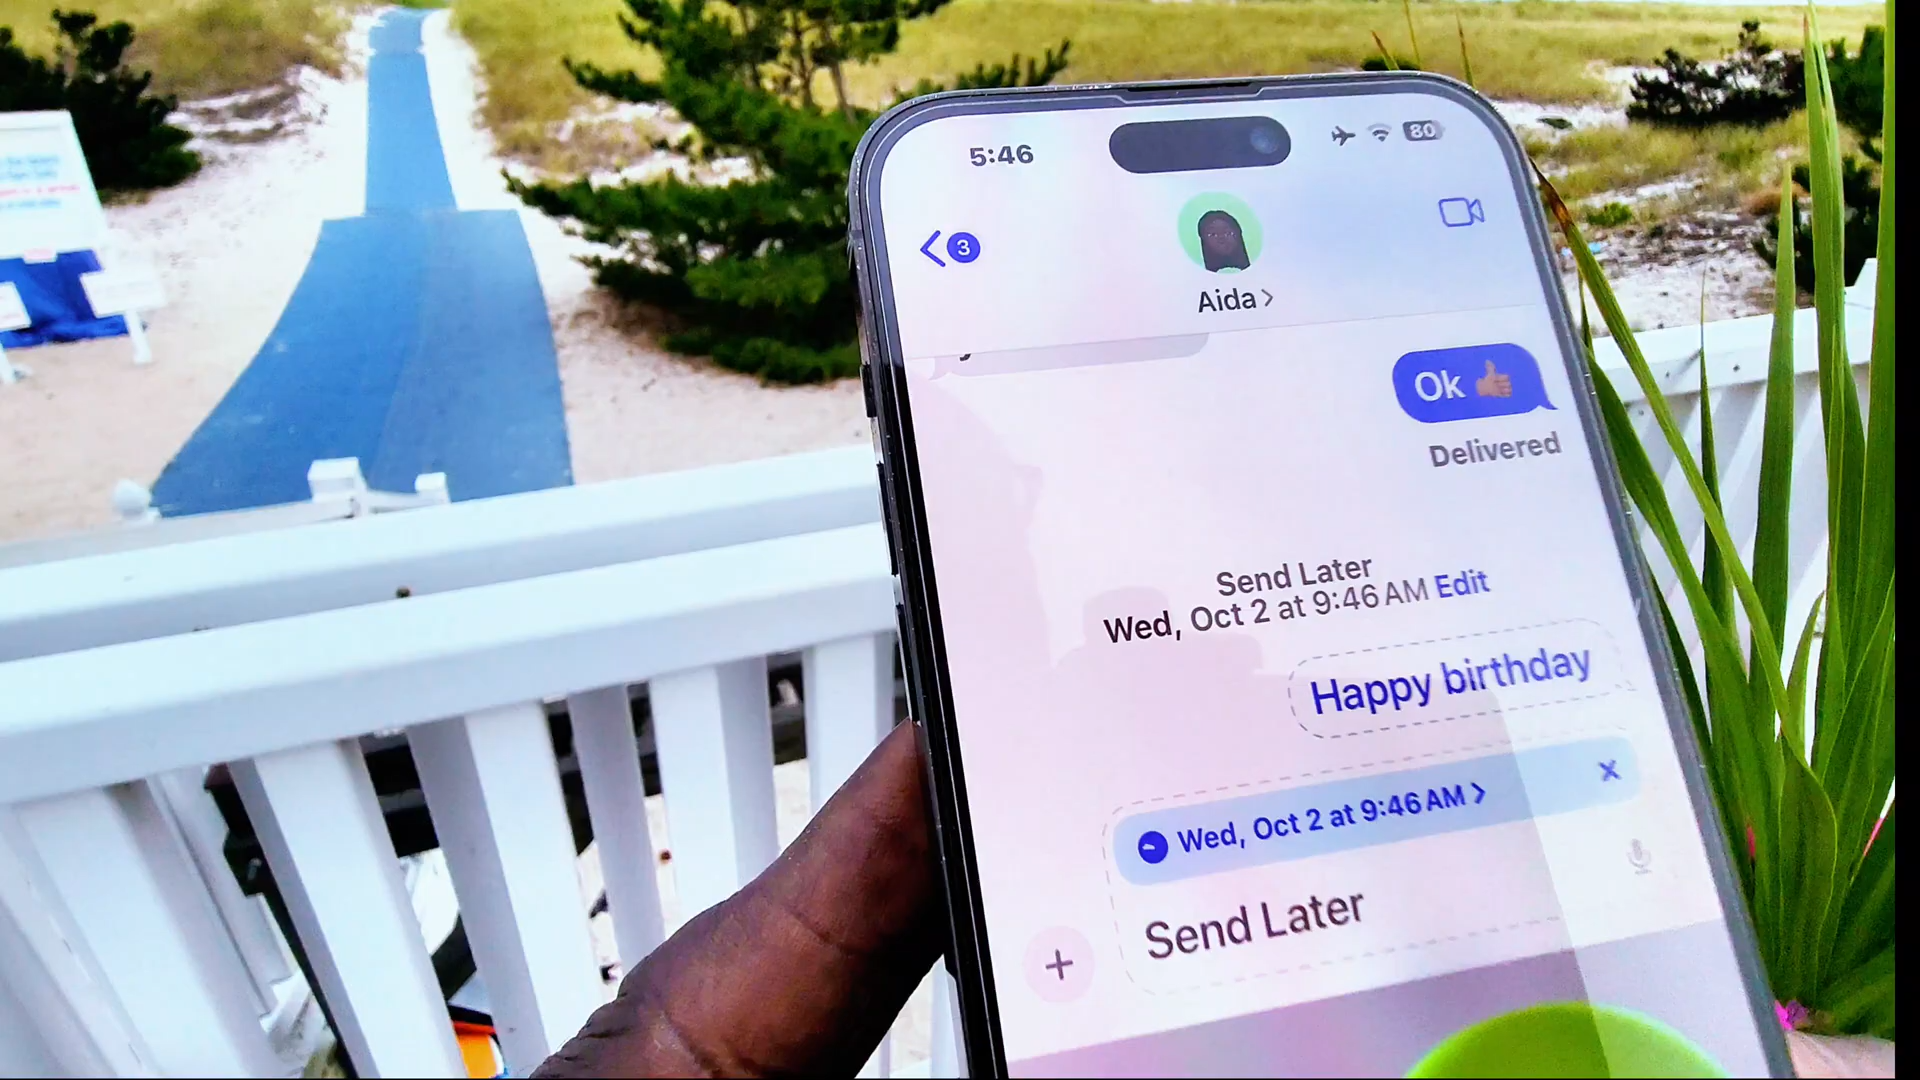 5:46
80
3
Aida >
Ok 👍🏽
Delivered
Send Later
Wed, Oct 2 at 9:46 AM Edit
Happy birthday
Wed, Oct 2 at 9:46 AM >
Send Later